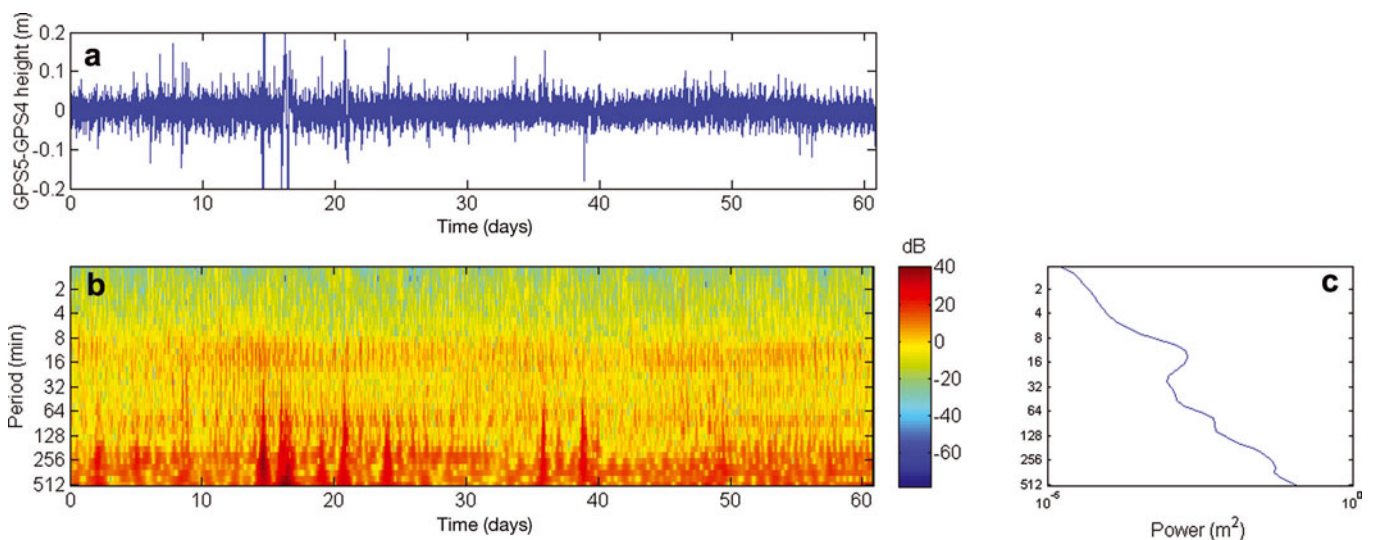 a
GPS5-GPS4 height (m)
0.2
0.1
0
-0.1
-0.2
0 10 20 30 40 50 60
Time (days)
b
Period (min)
2
4
8
16
32
64
128
256
512
0 10 20 30 40 50 60
Time (days)
dB
40
20
0
-20
-40
-60
c
2
4
8
16
32
64
128
256
512
10⁻⁵ 10⁰
Power (m²)